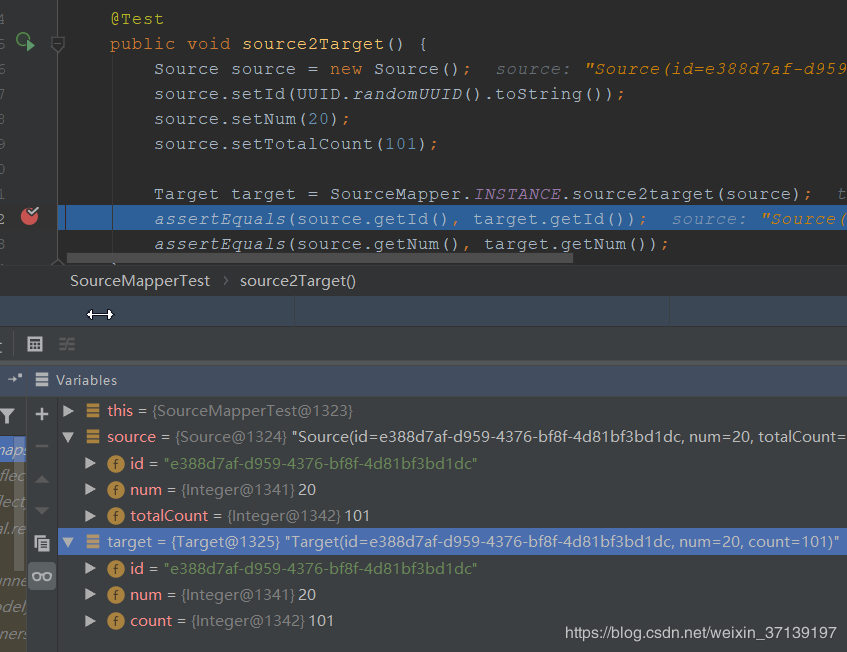 @Test
public void source2Target() {
Source source = new Source(); source: "Source(id=e388d7af-d959
source.setId(UUID.randomUUID().toString());
source.setNum(20);
source.setTotalCount(101);
Target target = SourceMapper.INSTANCE.source2target(source); t
assertEquals(source.getId(), target.getId()); source: "Source(
assertEquals(source.getNum(), target.getNum());
SourceMapperTest › source2Target()
Variables
this = {SourceMapperTest@1323}
source = {Source@1324} "Source(id=e388d7af-d959-4376-bf8f-4d81bf3bd1dc, num=20, totalCount=
id = "e388d7af-d959-4376-bf8f-4d81bf3bd1dc"
num = {Integer@1341} 20
totalCount = {Integer@1342} 101
target = {Target@1325} "Target(id=e388d7af-d959-4376-bf8f-4d81bf3bd1dc, num=20, count=101)"
id = "e388d7af-d959-4376-bf8f-4d81bf3bd1dc"
num = {Integer@1341} 20
count = {Integer@1342} 101
https://blog.csdn.net/weixin_37139197